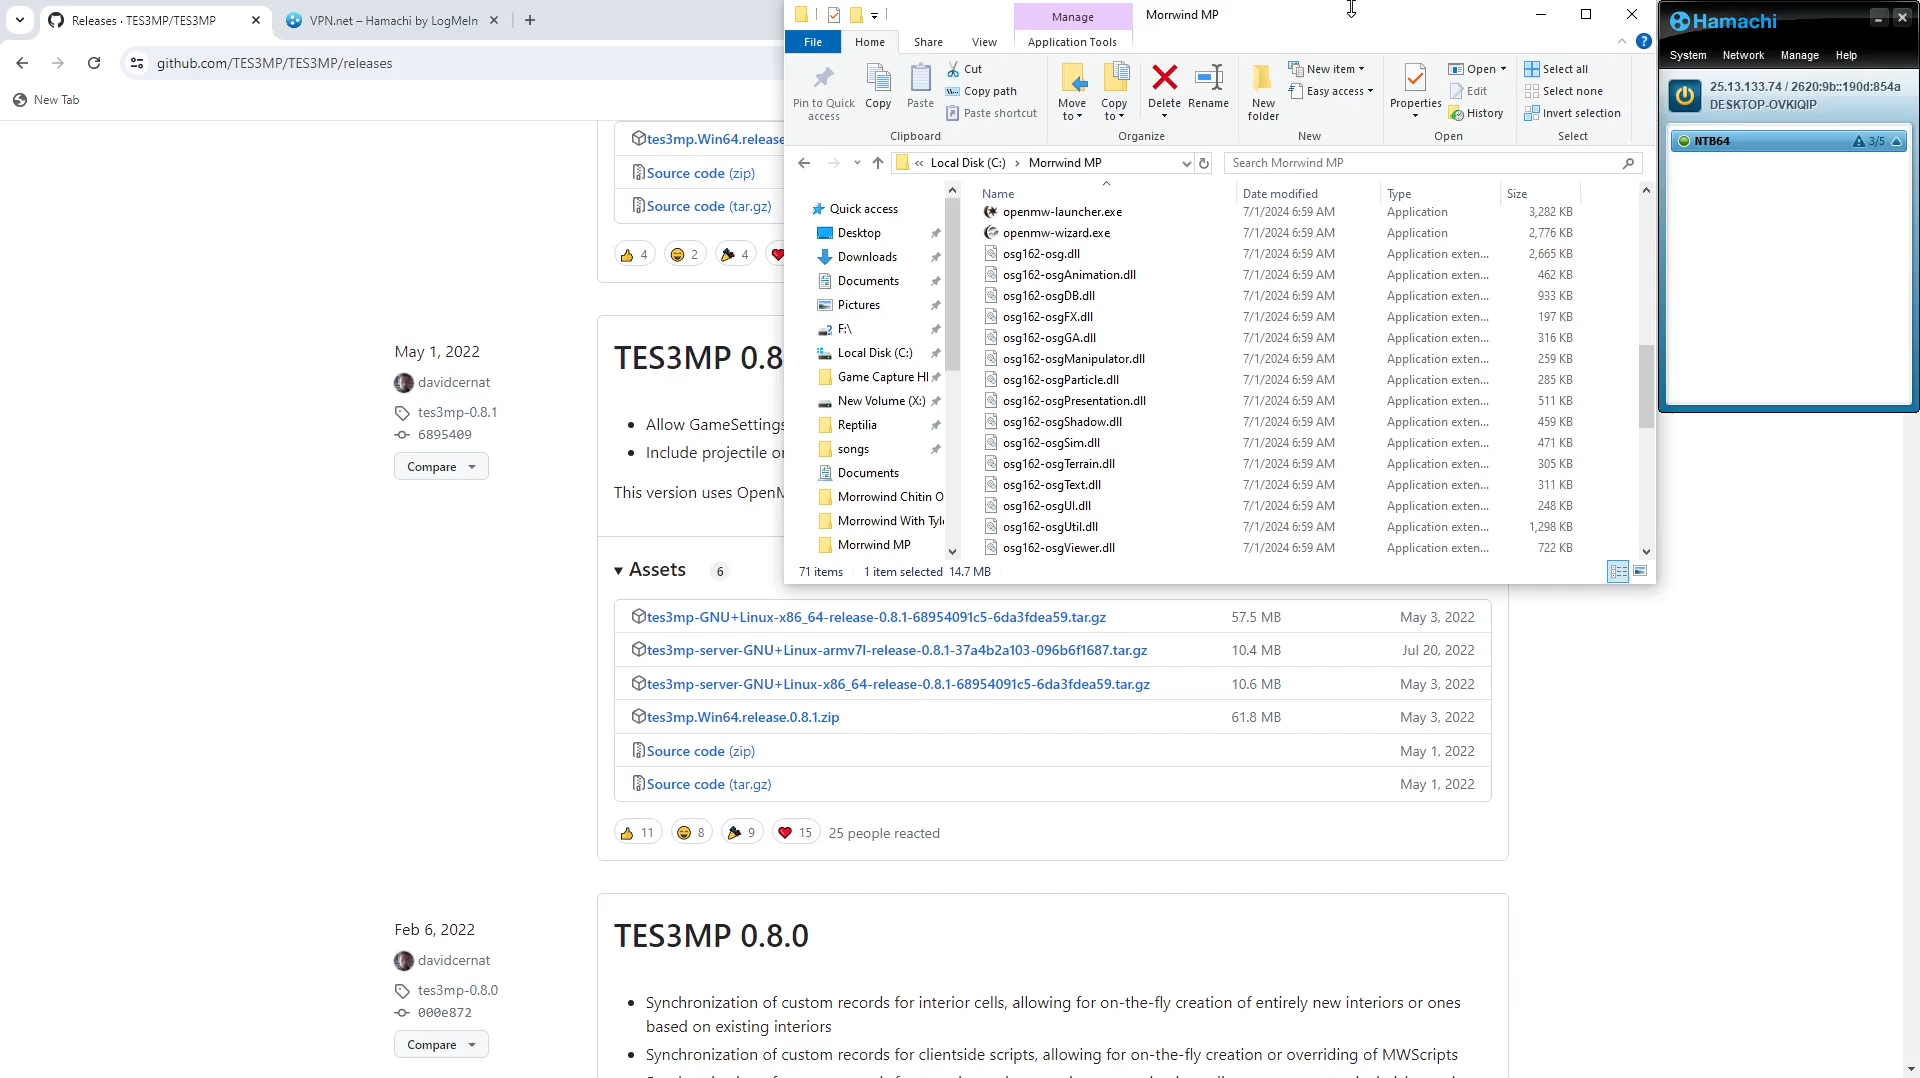 Releases · TES3MP/TES3MP
VPN.net – Hamachi by LogMeIn
github.com/TES3MP/TES3MP/releases
New Tab
tes3mp.Win64.release
Source code (zip)
Source code (tar.gz)
4
2
4
May 1, 2022
davidcernat
tes3mp-0.8.1
6895409
Compare
TES3MP 0.8
Allow GameSettings
Include projectile or
This version uses OpenM
Assets 6
tes3mp-GNU+Linux-x86_64-release-0.8.1-68954091c5-6da3fdea59.tar.gz 57.5 MB May 3, 2022
tes3mp-server-GNU+Linux-armv7l-release-0.8.1-37a4b2a103-096b6f1687.tar.gz 10.4 MB Jul 20, 2022
tes3mp-server-GNU+Linux-x86_64-release-0.8.1-68954091c5-6da3fdea59.tar.gz 10.6 MB May 3, 2022
tes3mp.Win64.release.0.8.1.zip 61.8 MB May 3, 2022
Source code (zip) May 1, 2022
Source code (tar.gz) May 1, 2022
11 8 9 15 25 people reacted
Feb 6, 2022
davidcernat
tes3mp-0.8.0
000e872
Compare
TES3MP 0.8.0
Synchronization of custom records for interior cells, allowing for on-the-fly creation of entirely new interiors or ones
based on existing interiors
Synchronization of custom records for clientside scripts, allowing for on-the-fly creation or overriding of MWScripts
Manage Morrwind MP
File Home Share View Application Tools
Pin to Quick access
Copy
Paste
Cut
Copy path
Paste shortcut
Clipboard
Move to
Copy to
Delete
Rename
Organize
New folder
New item
Easy access
New
Properties
Open
Edit
History
Open
Select all
Select none
Invert selection
Select
« Local Disk (C:) › Morrwind MP
Search Morrwind MP
Quick access
Desktop
Downloads
Documents
Pictures
F:\
Local Disk (C:)
Game Capture HI
New Volume (X:)
Reptilia
songs
Documents
Morrowind Chitin O
Morrowind With Tyl
Morrwind MP
Name Date modified Type Size
openmw-launcher.exe 7/1/2024 6:59 AM Application 3,282 KB
openmw-wizard.exe 7/1/2024 6:59 AM Application 2,776 KB
osg162-osg.dll 7/1/2024 6:59 AM Application exten... 2,665 KB
osg162-osgAnimation.dll 7/1/2024 6:59 AM Application exten... 462 KB
osg162-osgDB.dll 7/1/2024 6:59 AM Application exten... 933 KB
osg162-osgFX.dll 7/1/2024 6:59 AM Application exten... 197 KB
osg162-osgGA.dll 7/1/2024 6:59 AM Application exten... 316 KB
osg162-osgManipulator.dll 7/1/2024 6:59 AM Application exten... 259 KB
osg162-osgParticle.dll 7/1/2024 6:59 AM Application exten... 285 KB
osg162-osgPresentation.dll 7/1/2024 6:59 AM Application exten... 511 KB
osg162-osgShadow.dll 7/1/2024 6:59 AM Application exten... 459 KB
osg162-osgSim.dll 7/1/2024 6:59 AM Application exten... 471 KB
osg162-osgTerrain.dll 7/1/2024 6:59 AM Application exten... 305 KB
osg162-osgText.dll 7/1/2024 6:59 AM Application exten... 311 KB
osg162-osgUI.dll 7/1/2024 6:59 AM Application exten... 248 KB
osg162-osgUtil.dll 7/1/2024 6:59 AM Application exten... 1,298 KB
osg162-osgViewer.dll 7/1/2024 6:59 AM Application exten... 722 KB
71 items 1 item selected 14.7 MB
Hamachi
System Network Manage Help
25.13.133.74 / 2620:9b::190d:854a
DESKTOP-OVKIQIP
NTB64 3/5